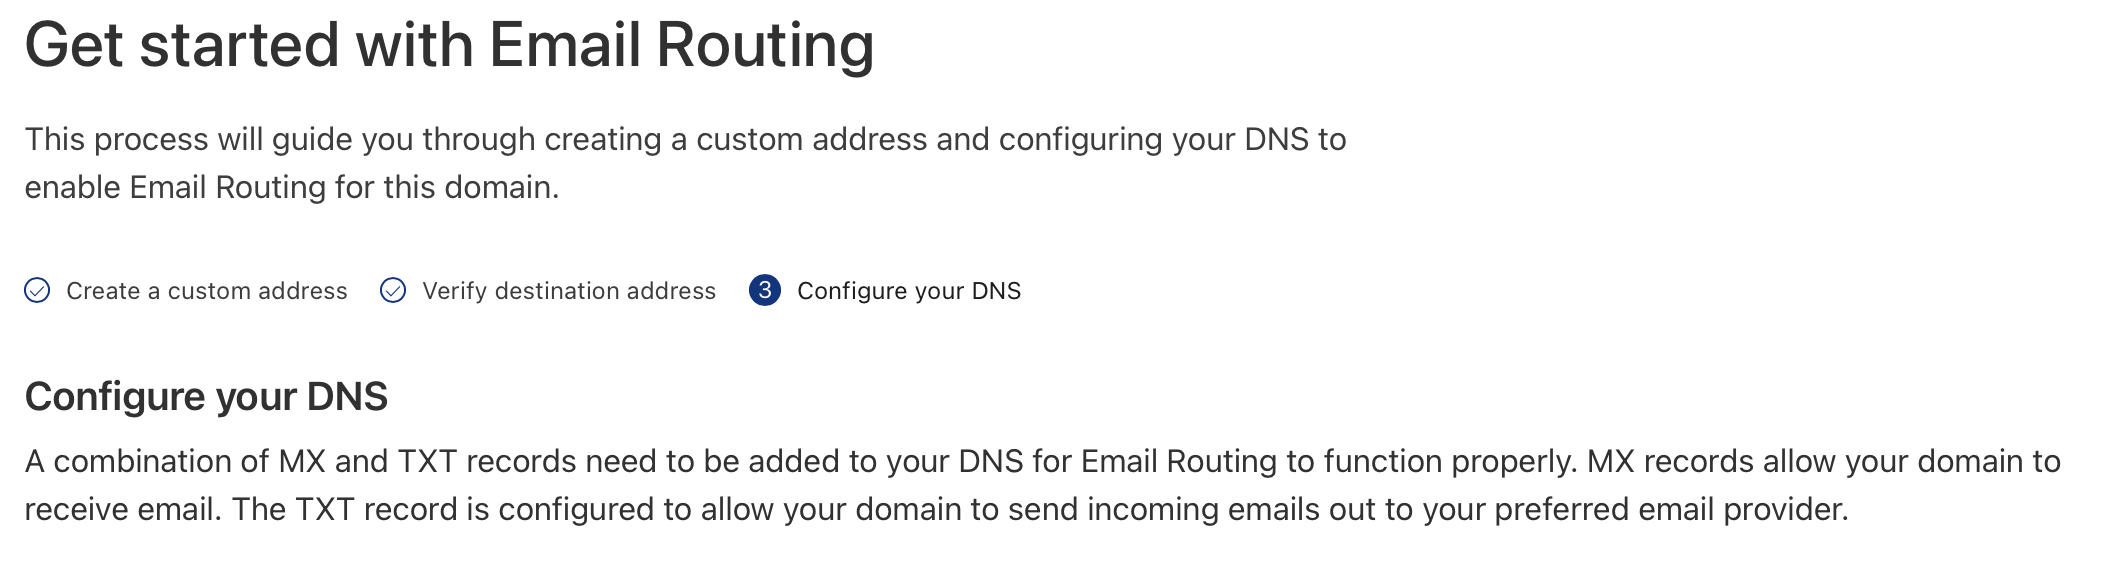 Get started with Email Routing
This process will guide you through creating a custom address and configuring your DNS to
enable Email Routing for this domain.
Create a custom address Verify destination address 3 Configure your DNS
Configure your DNS
A combination of MX and TXT records need to be added to your DNS for Email Routing to function properly. MX records allow your domain to
receive email. The TXT record is configured to allow your domain to send incoming emails out to your preferred email provider.